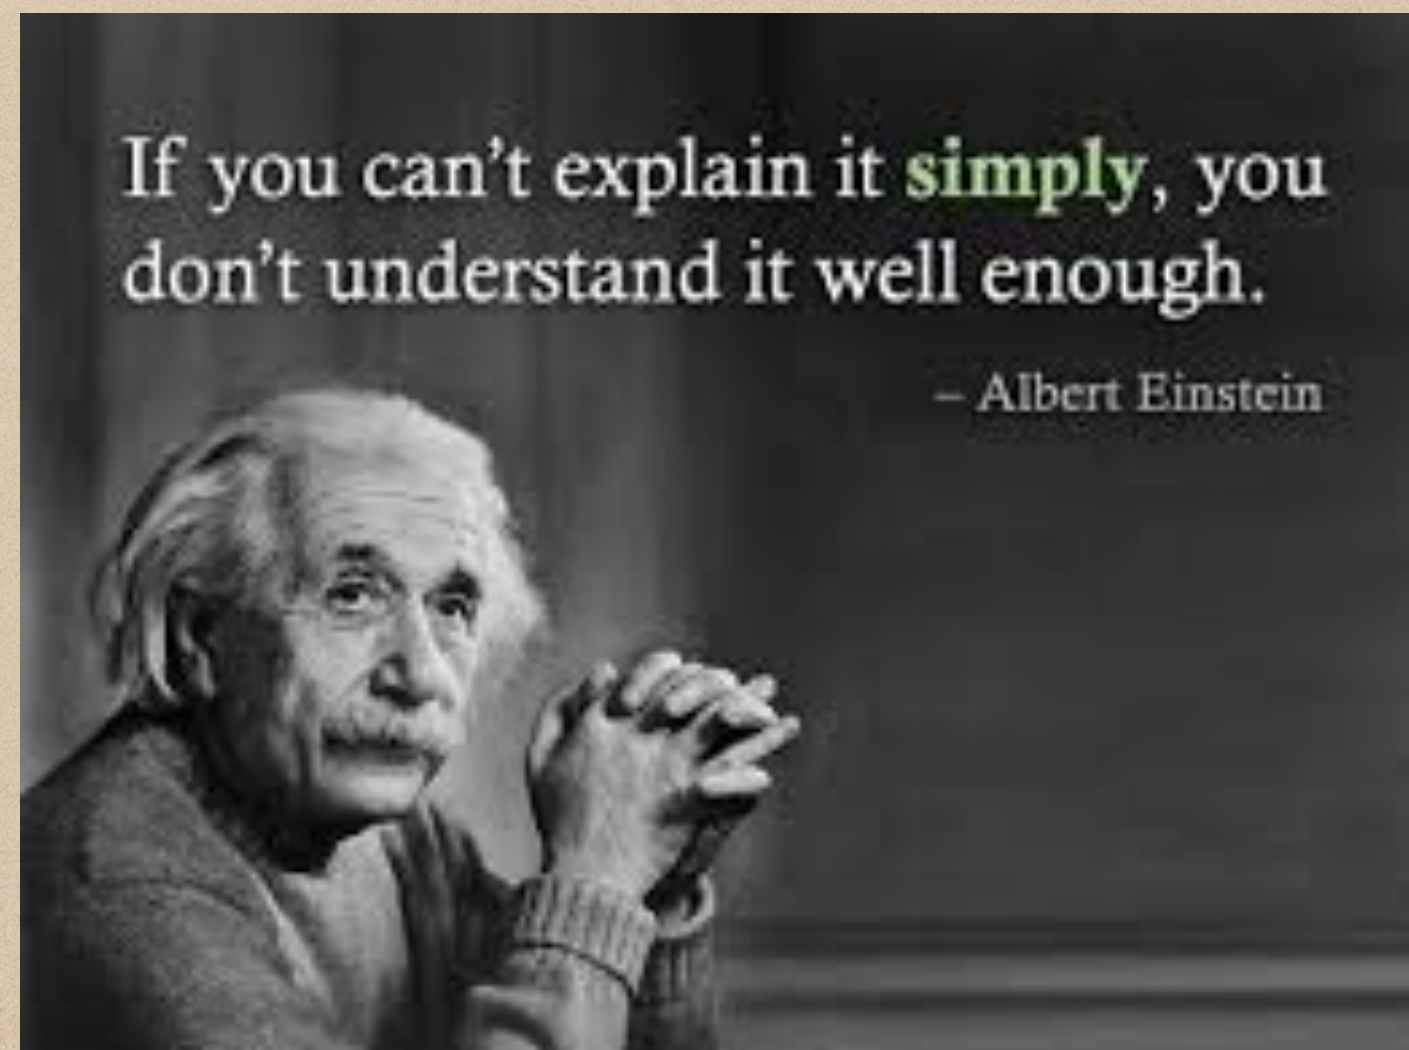 If you can’t explain it simply, you
don’t understand it well enough.
– Albert Einstein